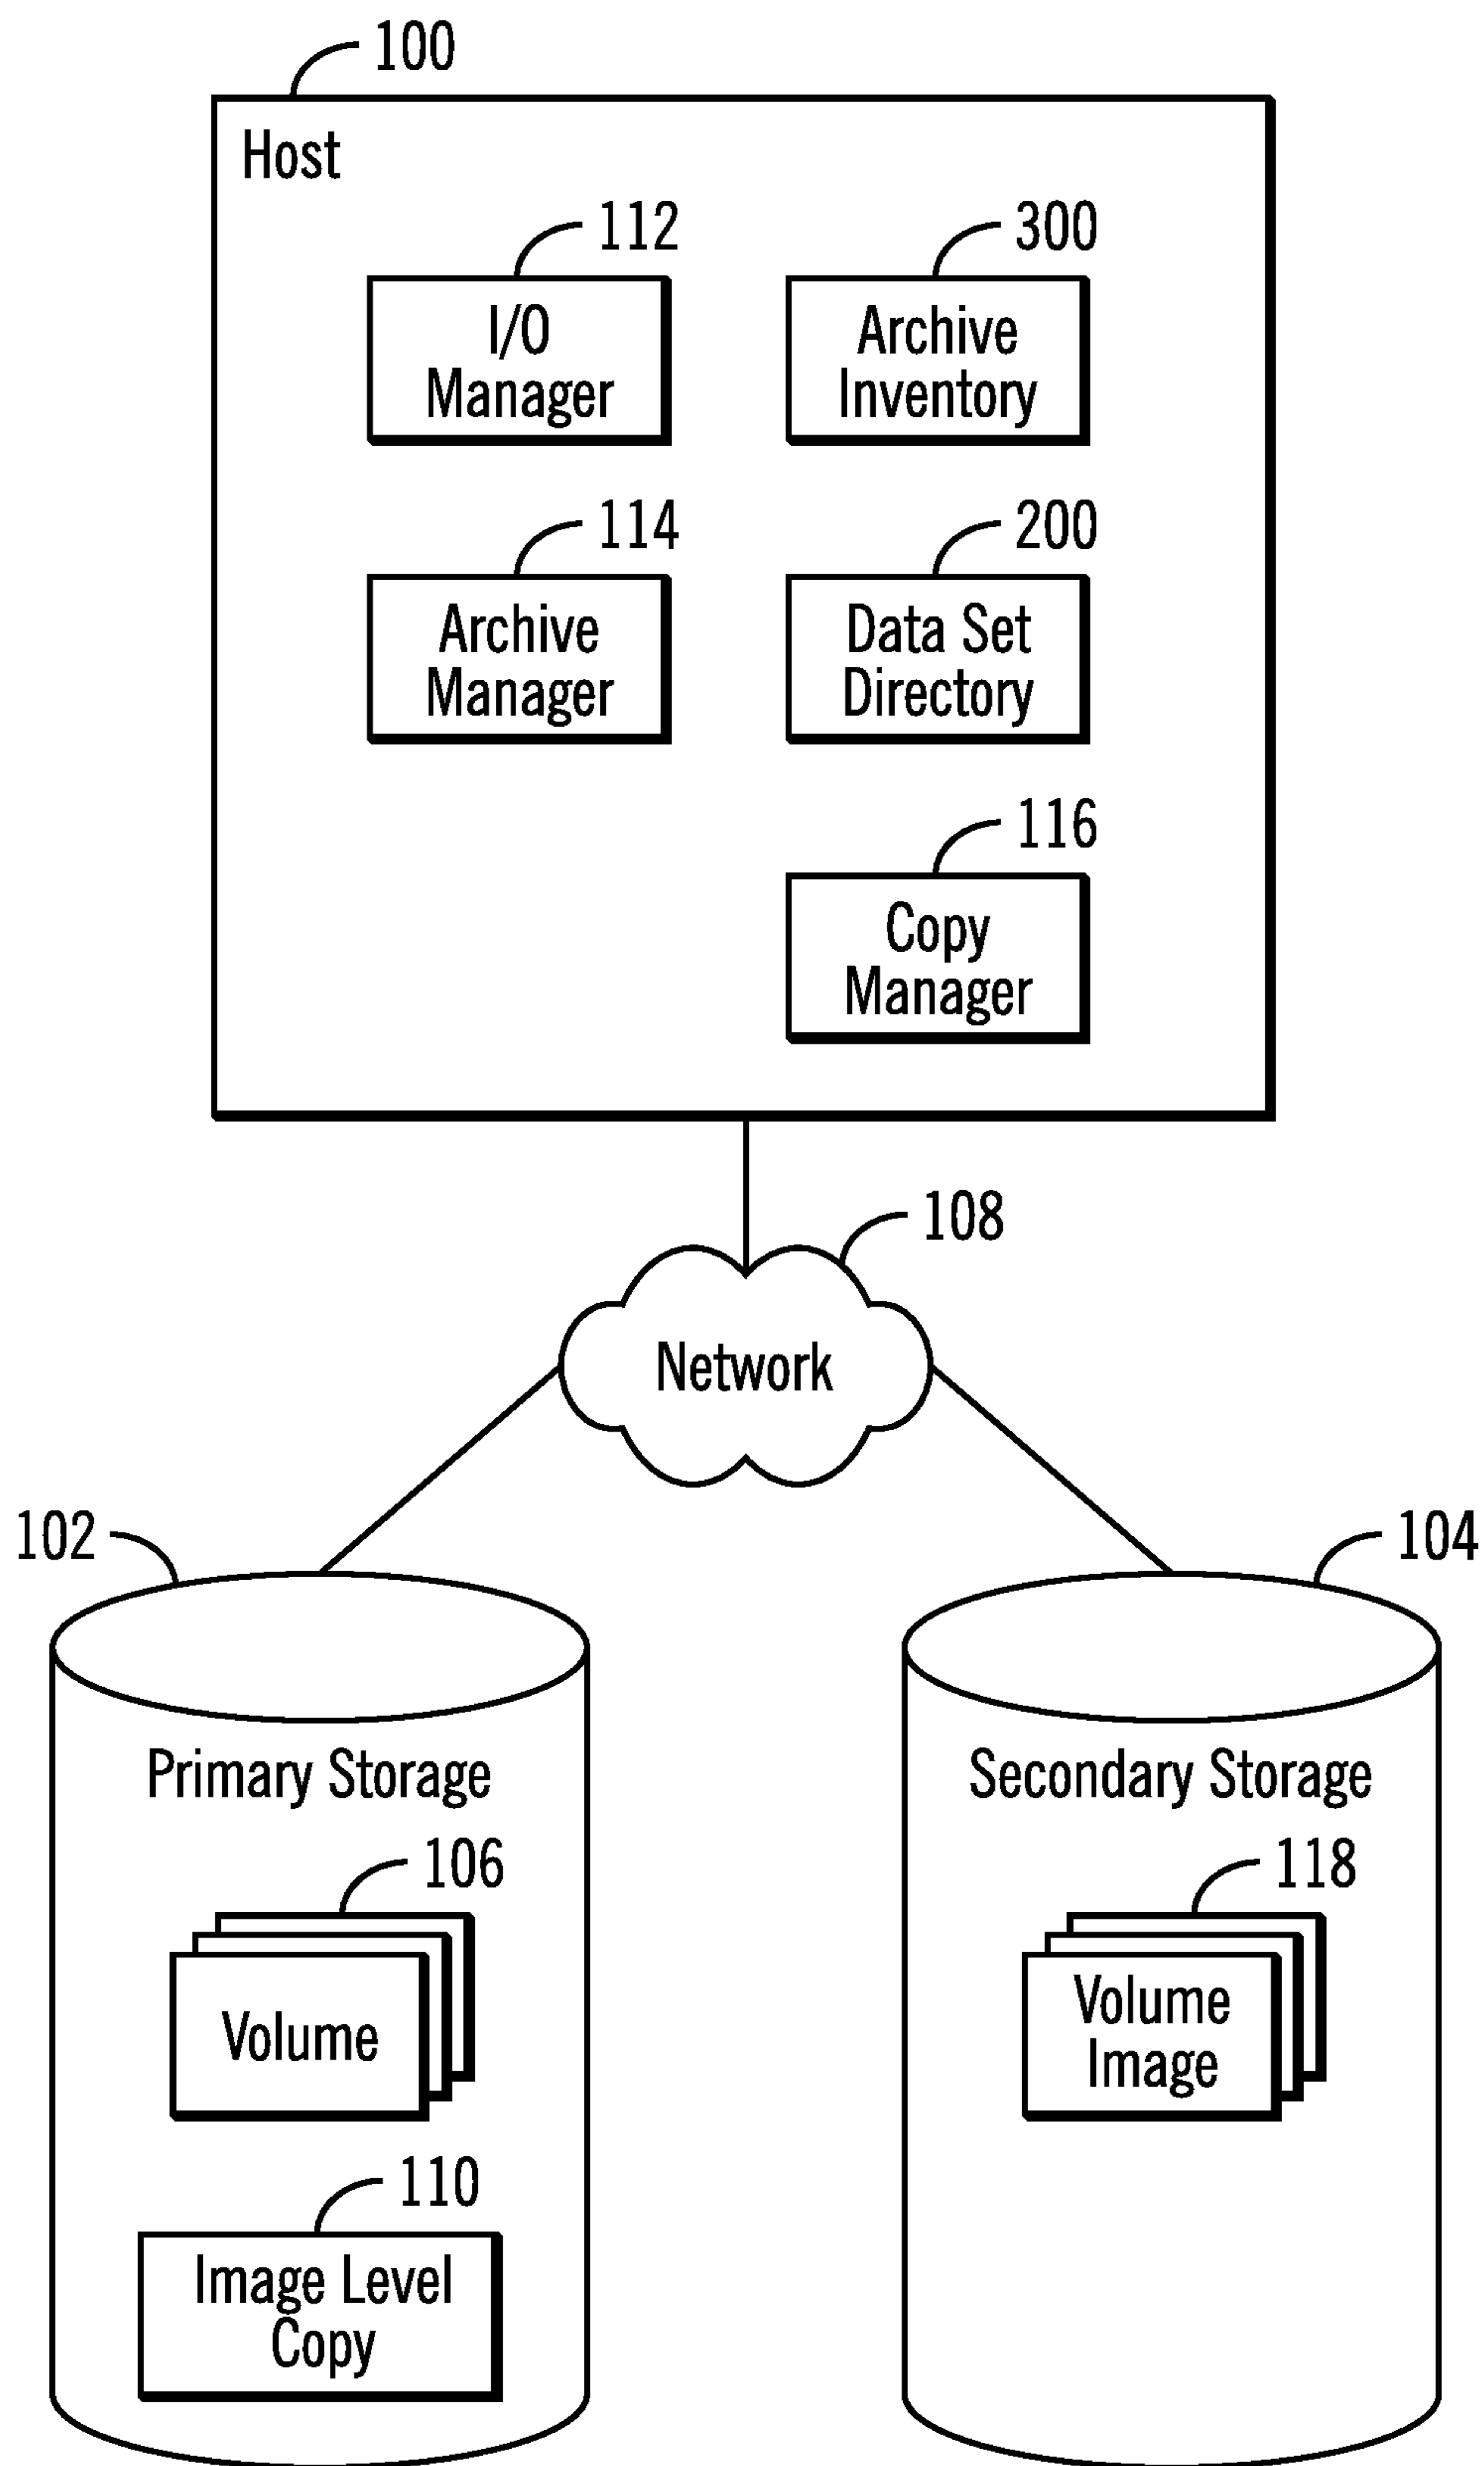 100
Host
112
300
I/O
Manager
Archive
Inventory
114
200
Archive
Manager
Data Set
Directory
116
Copy
Manager
108
Network
102
104
Primary Storage
Secondary Storage
106
118
Volume
Volume
Image
110
Image Level
Copy